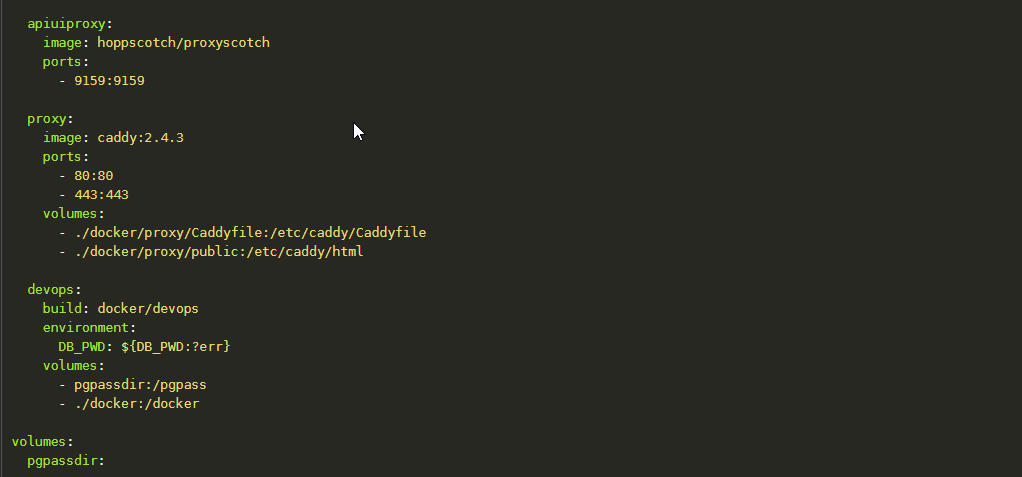 apiuiproxy:
image: hoppscotch/proxyscotch
ports:
- 9159:9159
proxy:
image: caddy:2.4.3
ports:
- 80:80
- 443:443
volumes:
- ./docker/proxy/Caddyfile:/etc/caddy/Caddyfile
- ./docker/proxy/public:/etc/caddy/html
devops:
build: docker/devops
environment:
DB_PWD: ${DB_PWD:?err}
volumes:
- pgpassdir:/pgpass
- ./docker:/docker
volumes:
pgpassdir: